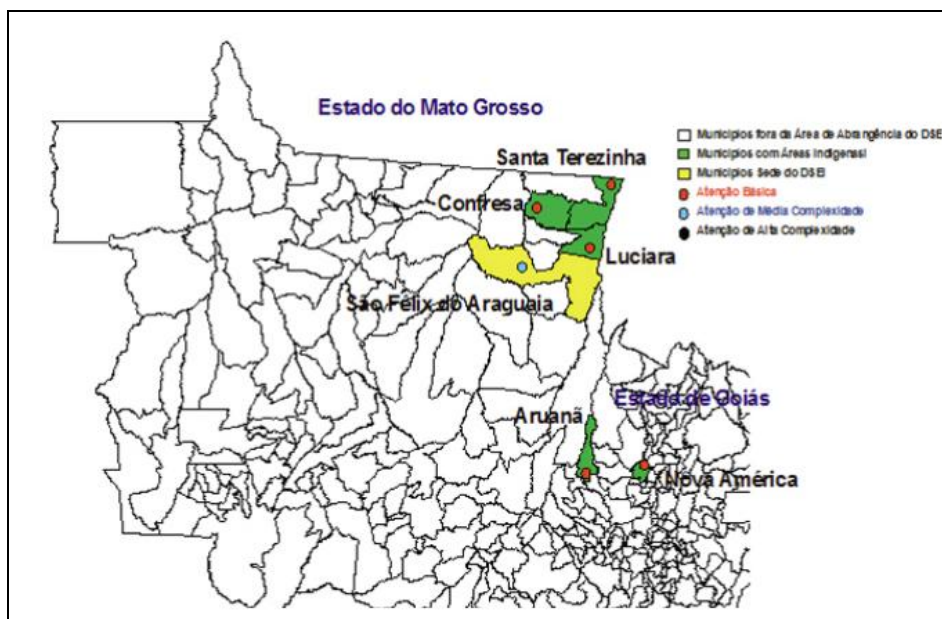 Estado do Mato Grosso
Municípios fora da Área de Abrangência do DSEI
Municípios com Áreas Indígenas!
Municípios Sede do DSEI
Atenção Básica
Atenção de Média Complexidade
Atenção de Alta Complexidade
Santa Terezinha
Confresa
Luciara
São Félix do Araguaia
Estado de Goiás
Aruanã
Nova América